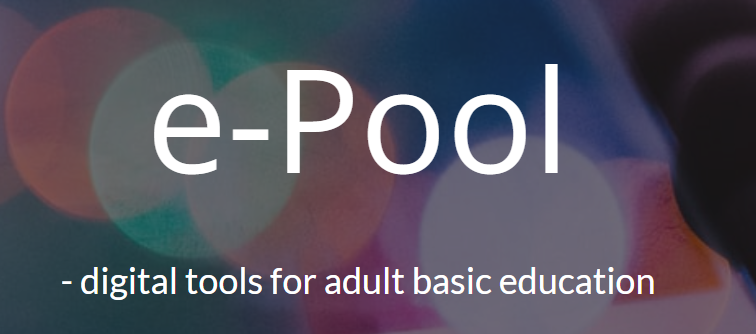 e-Pool
- digital tools for adult basic education